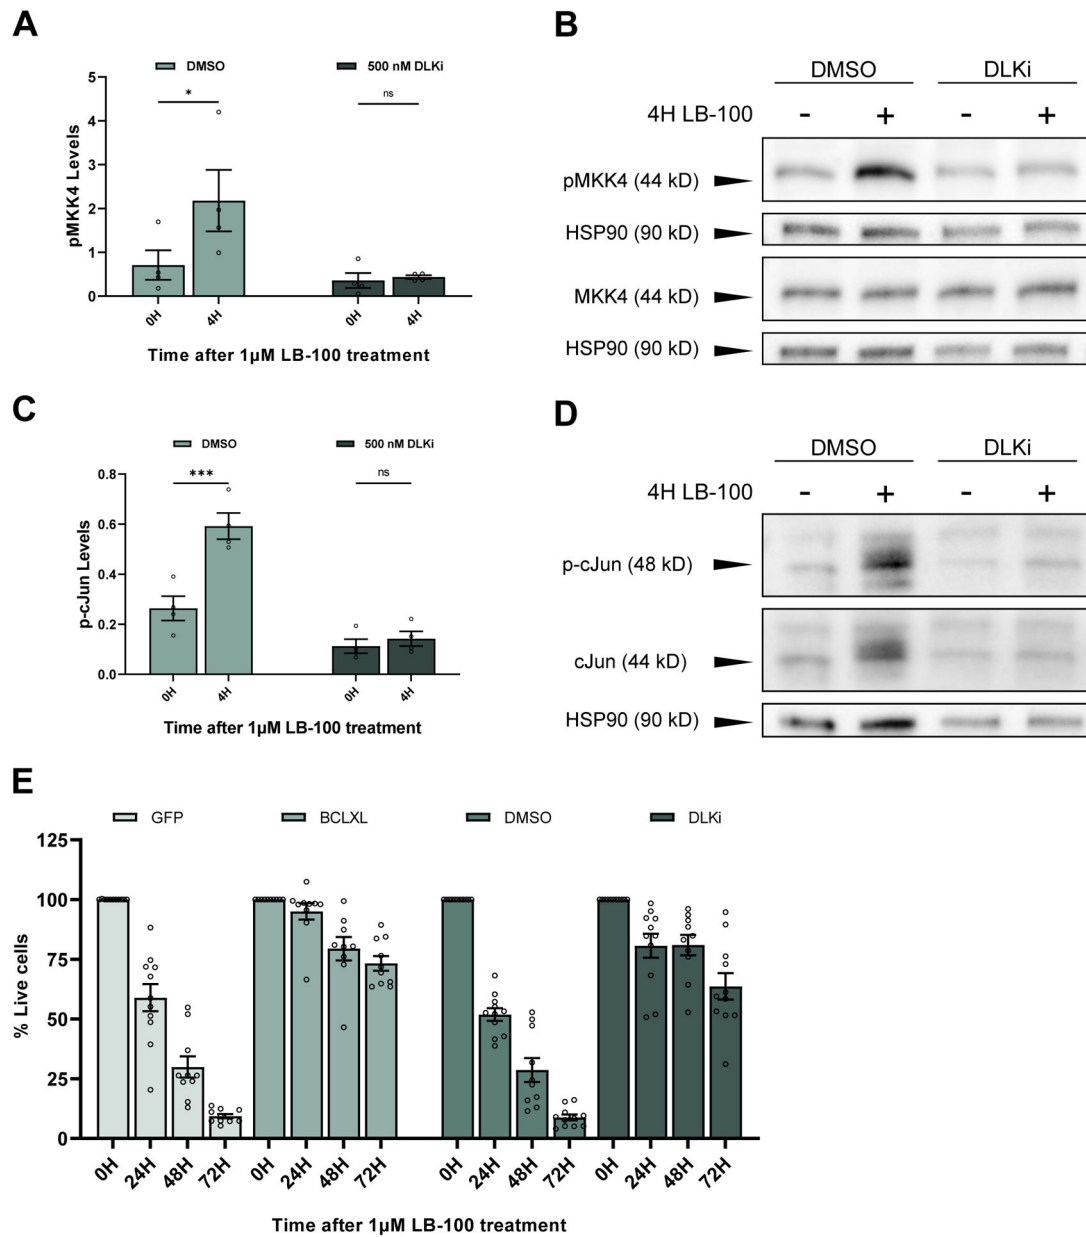 A
DMSO
500 nM DLKi
pMKK4 Levels
5
4
3
2
1
0
*
ns
0H
4H
0H
4H
Time after 1µM LB-100 treatment
B
DMSO
DLKi
4H LB-100
-
+
-
+
pMKK4 (44 kD)
HSP90 (90 kD)
MKK4 (44 kD)
HSP90 (90 kD)
C
DMSO
500 nM DLKi
p-cJun Levels
0.8
0.6
0.4
0.2
0.0
***
ns
0H
4H
0H
4H
Time after 1µM LB-100 treatment
D
DMSO
DLKi
4H LB-100
-
+
-
+
p-cJun (48 kD)
cJun (44 kD)
HSP90 (90 kD)
E
GFP
BCLXL
DMSO
DLKi
% Live cells
125
100
75
50
25
0
0H
24H
48H
72H
0H
24H
48H
72H
0H
24H
48H
72H
0H
24H
48H
72H
Time after 1µM LB-100 treatment